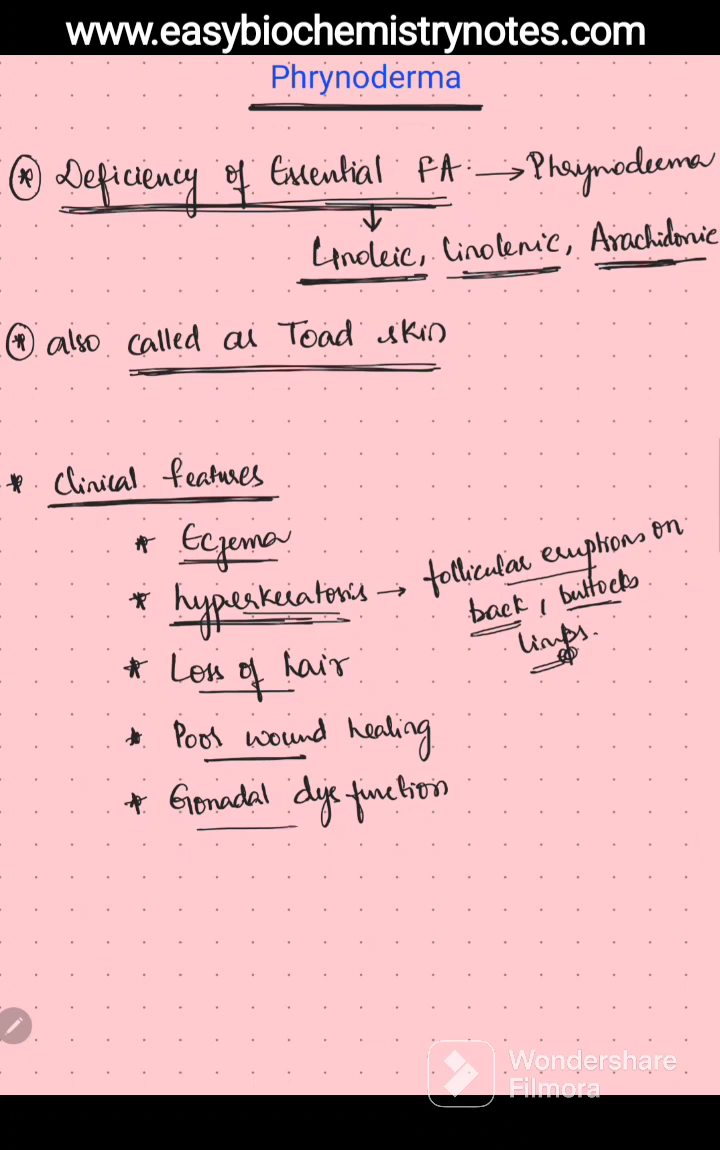 www.easybiochemistrynotes.com
Phrynoderma
* Deficiency of Essential FA. → Phrynoderma
↓
Linoleic, linolenic, Arachidonic
* also called as Toad skin
* Clinical features
* Eczema
* hyperkeratosis → follicular eruptions on
back, buttocks
limbs.
* Loss of hair
* Poor wound healing
* Gonadal dysfunction
Wondershare
Filmora